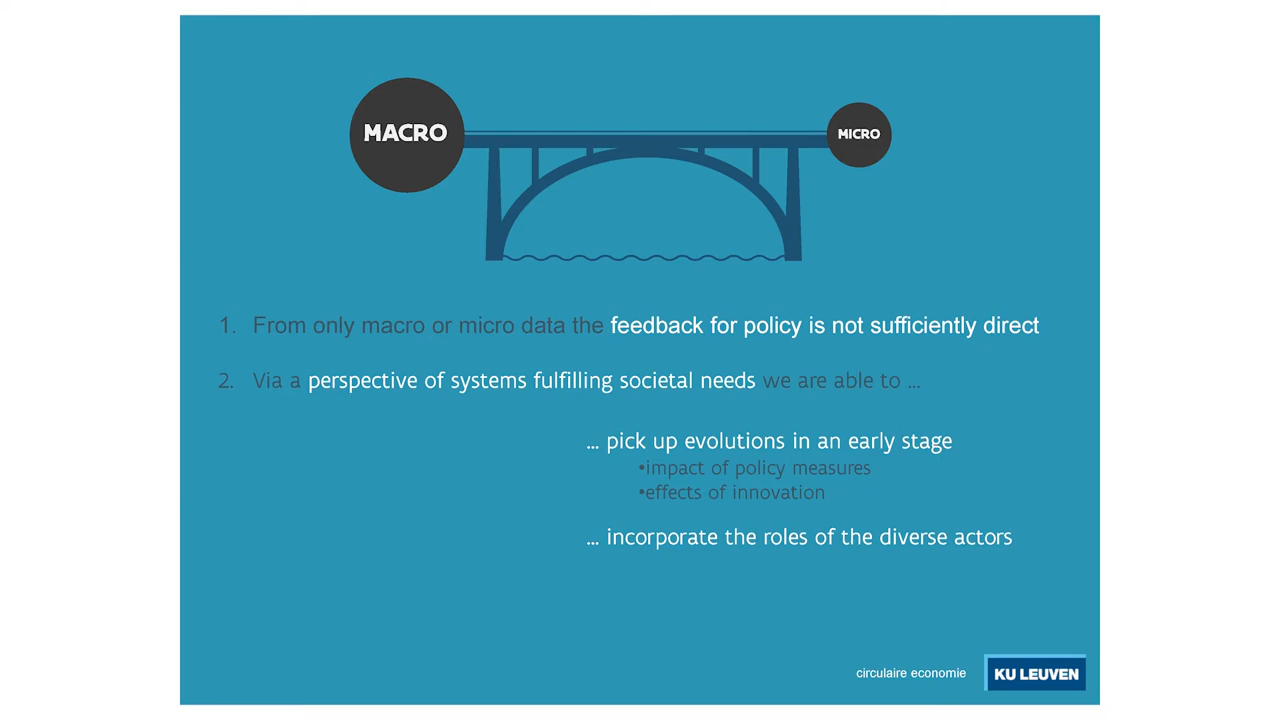 MACRO
MICRO
1. From only macro or micro data the feedback for policy is not sufficiently direct
2. Via a perspective of systems fulfilling societal needs we are able to ...
... pick up evolutions in an early stage
•impact of policy measures
•effects of innovation
... incorporate the roles of the diverse actors
circulaire economie
KU LEUVEN